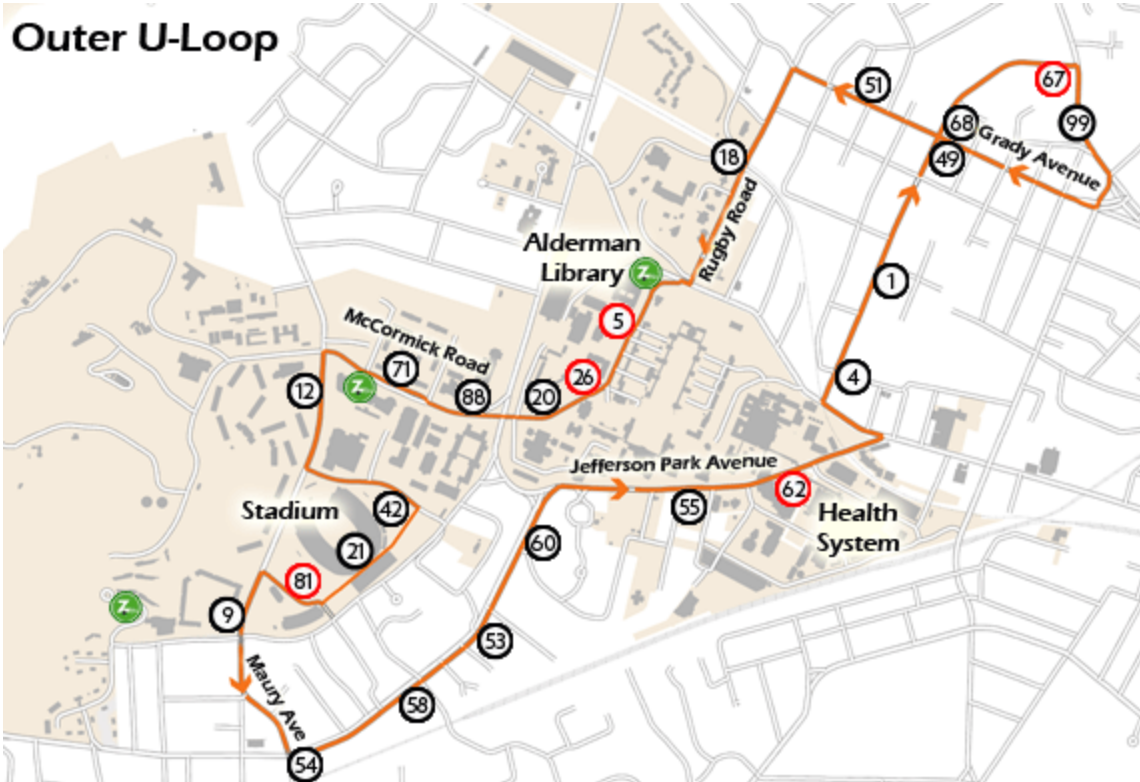 Outer U-Loop
51
67
68
99
Grady Avenue
49
18
Rugby Road
Alderman
Library
Z
1
5
McCormick Road
71
26
4
12
Z
88
20
Jefferson Park Avenue
62
Stadium
42
55
Health
System
21
60
81
Z
9
53
Maury Ave
58
54